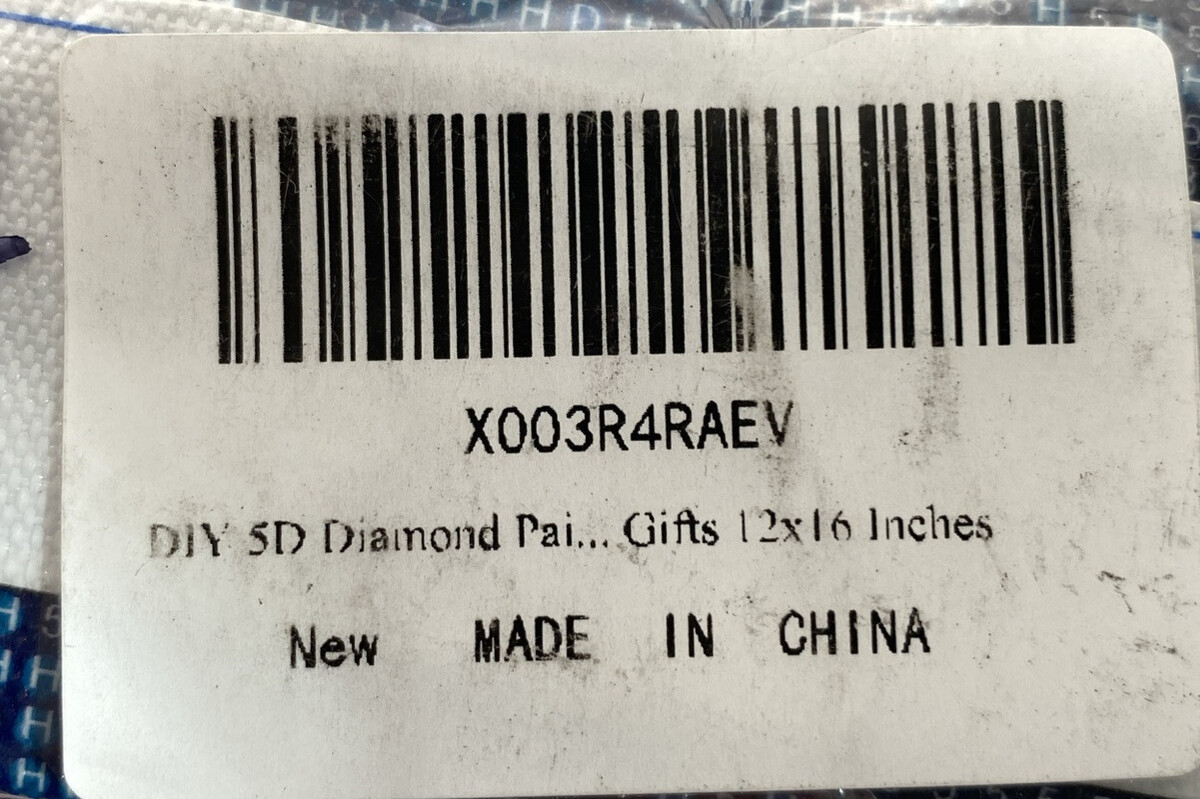 X003R4RAEV
DIY 5D Diamond Pai... Gifts 12x16 Inches
New MADE IN CHINA